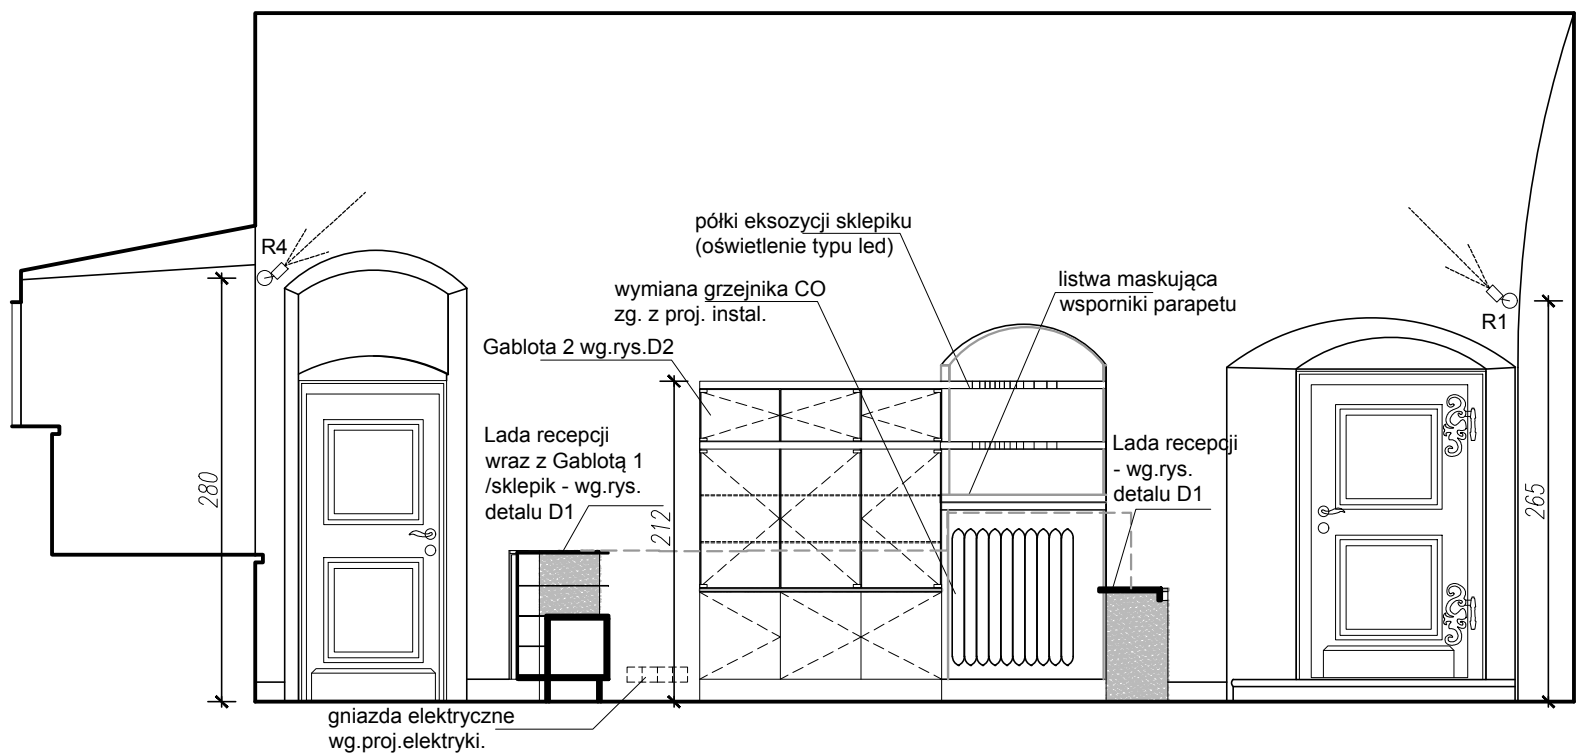 półki eksozycji sklepiku
(oświetlenie typu led)
R4
wymiana grzejnika CO
zg. z proj. instal.
listwa maskująca
wsporniki parapetu
R1
Gablota 2 wg.rys.D2
Lada recepcji
wraz z Gablotą 1
/sklepik - wg.rys.
detalu D1
Lada recepcji
- wg.rys.
detalu D1
280
212
265
gniazda elektryczne
wg.proj.elektryki.